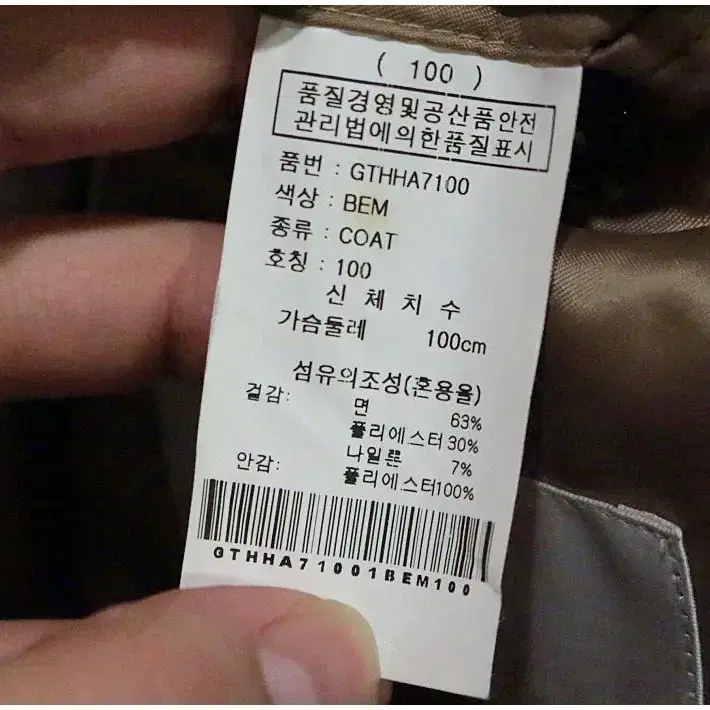 ( 100 )
품질경영및공산품안전
관리법에의한품질표시
품번 : GTHHA7100
색상 : BEM
종류 : COAT
호칭 : 100
신 체 치 수
가슴둘레 100cm
섬유의조성(혼용율)
겉감: 면 63%
폴리에스터 30%
나일론 7%
안감: 폴리에스터100%
GTHHA71001BEM100